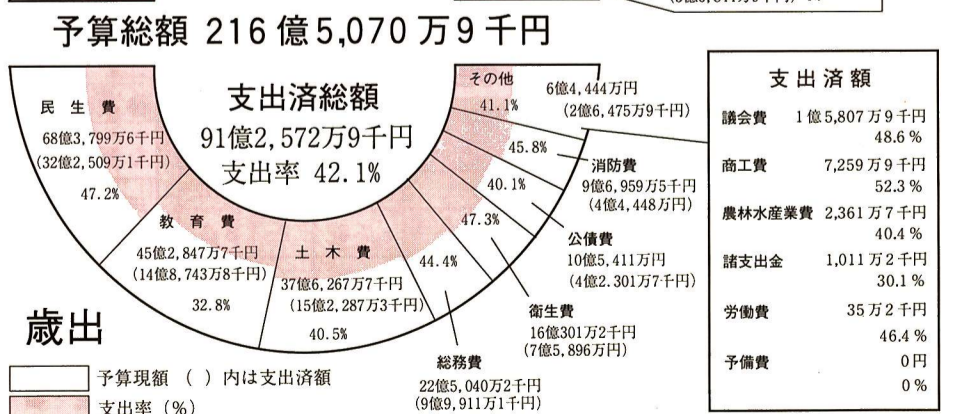 予算総額 216億5,070万9千円
支出済総額
91億2,572万9千円
支出率 42.1%
民生費
68億3,799万6千円
(32億2,509万1千円)
47.2%
教育費
45億2,847万7千円
(14億8,743万8千円)
32.8%
土木費
37億6,267万7千円
(15億2,287万3千円)
40.5%
44.4%
総務費
22億5,040万2千円
(9億9,911万1千円)
47.3%
衛生費
16億301万2千円
(7億5,896万円)
40.1%
公債費
10億5,411万円
(4億2.301万7千円)
45.8%
消防費
9億6,959万5千円
(4億4,448万円)
その他
41.1%
6億4,444万円
(2億6,475万9千円)
歳出
予算現額 ( ) 内は支出済額
支出率 (%)
支出済額
議会費 1億5,807万9千円
48.6%
商工費 7,259万9千円
52.3%
農林水産業費 2,361万7千円
40.4%
諸支出金 1,011万2千円
30.1%
労働費 35万2千円
46.4%
予備費 0円
0%